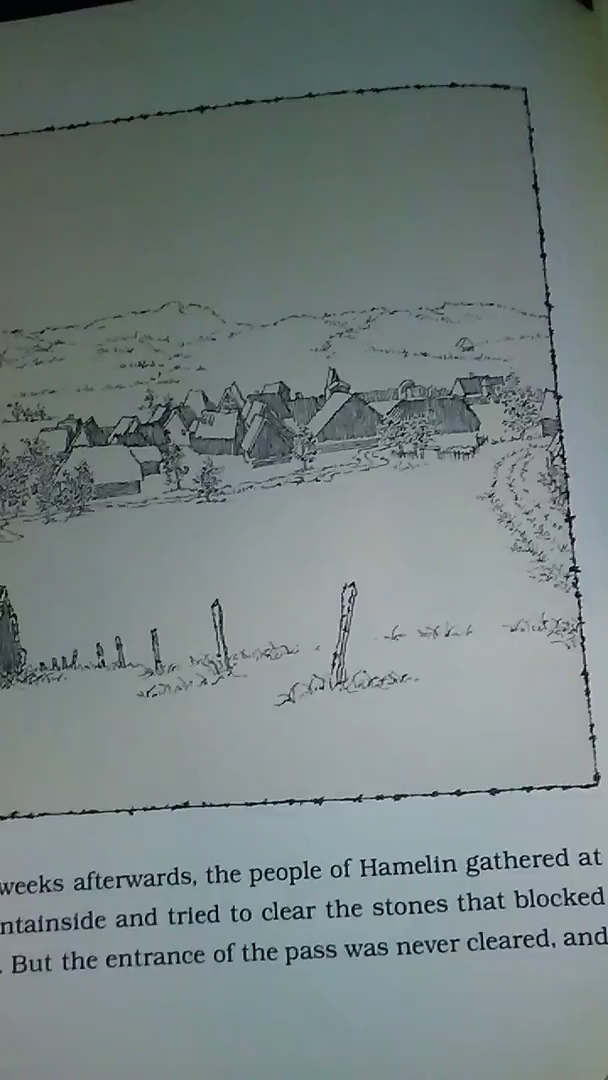 weeks afterwards, the people of Hamelin gathered at
ntainside and tried to clear the stones that blocked
. But the entrance of the pass was never cleared, and